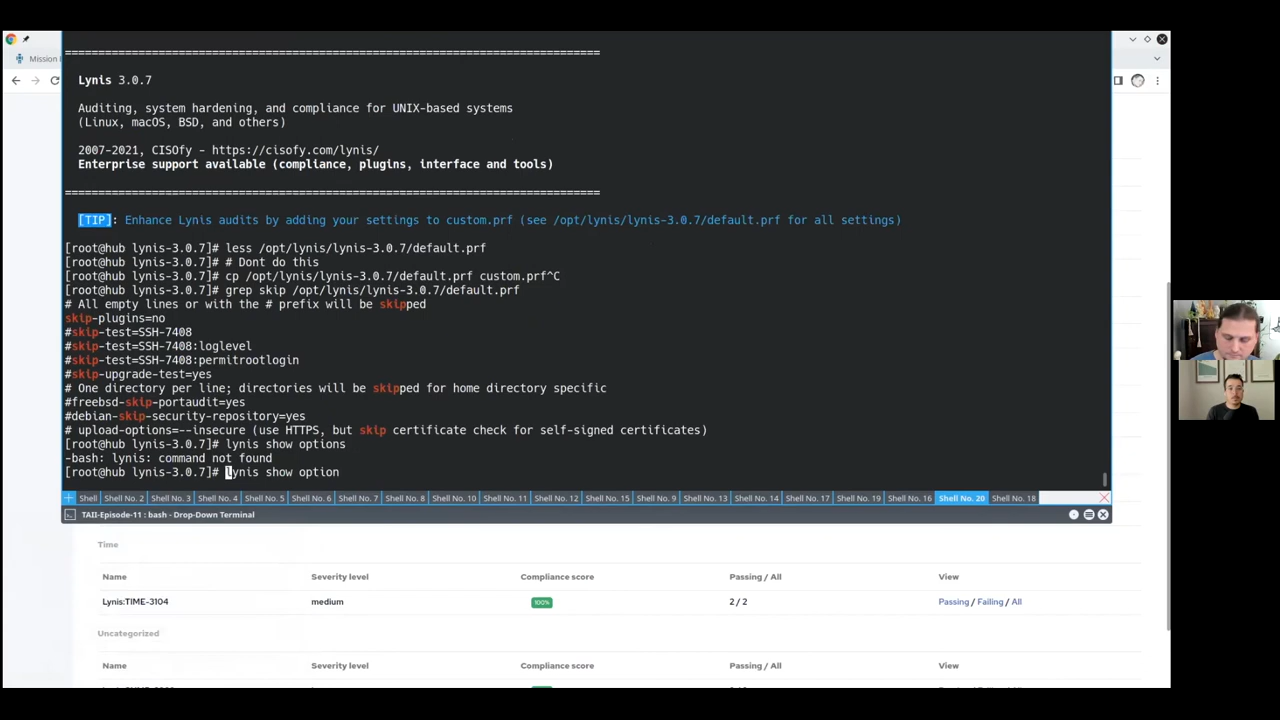 Mission
===============================================================================
Lynis 3.0.7
Auditing, system hardening, and compliance for UNIX-based systems
(Linux, macOS, BSD, and others)
2007-2021, CISOfy - https://cisofy.com/lynis/
Enterprise support available (compliance, plugins, interface and tools)
===============================================================================
[TIP]: Enhance Lynis audits by adding your settings to custom.prf (see /opt/lynis/lynis-3.0.7/default.prf for all settings)
[root@hub lynis-3.0.7]# less /opt/lynis/lynis-3.0.7/default.prf
[root@hub lynis-3.0.7]# # Dont do this
[root@hub lynis-3.0.7]# cp /opt/lynis/lynis-3.0.7/default.prf custom.prf^C
[root@hub lynis-3.0.7]# grep skip /opt/lynis/lynis-3.0.7/default.prf
# All empty lines or with the # prefix will be skipped
skip-plugins=no
#skip-test=SSH-7408
#skip-test=SSH-7408:loglevel
#skip-test=SSH-7408:permitrootlogin
#skip-upgrade-test=yes
# One directory per line; directories will be skipped for home directory specific
#freebsd-skip-portaudit=yes
#debian-skip-security-repository=yes
# upload-options=--insecure (use HTTPS, but skip certificate check for self-signed certificates)
[root@hub lynis-3.0.7]# lynis show options
-bash: lynis: command not found
[root@hub lynis-3.0.7]# lynis show option
Shell Shell No. 2 Shell No. 3 Shell No. 4 Shell No. 5 Shell No. 6 Shell No. 7 Shell No. 8 Shell No. 10 Shell No. 11 Shell No. 12 Shell No. 15 Shell No. 9 Shell No. 13 Shell No. 14 Shell No. 17 Shell No. 19 Shell No. 16 Shell No. 20 Shell No. 18
TAII-Episode-11 : bash - Drop-Down Terminal
Time
Name Severity level Compliance score Passing / All View
Lynis:TIME-3104 medium 100% 2 / 2 Passing / Failing / All
Uncategorized
Name Severity level Compliance score Passing / All View